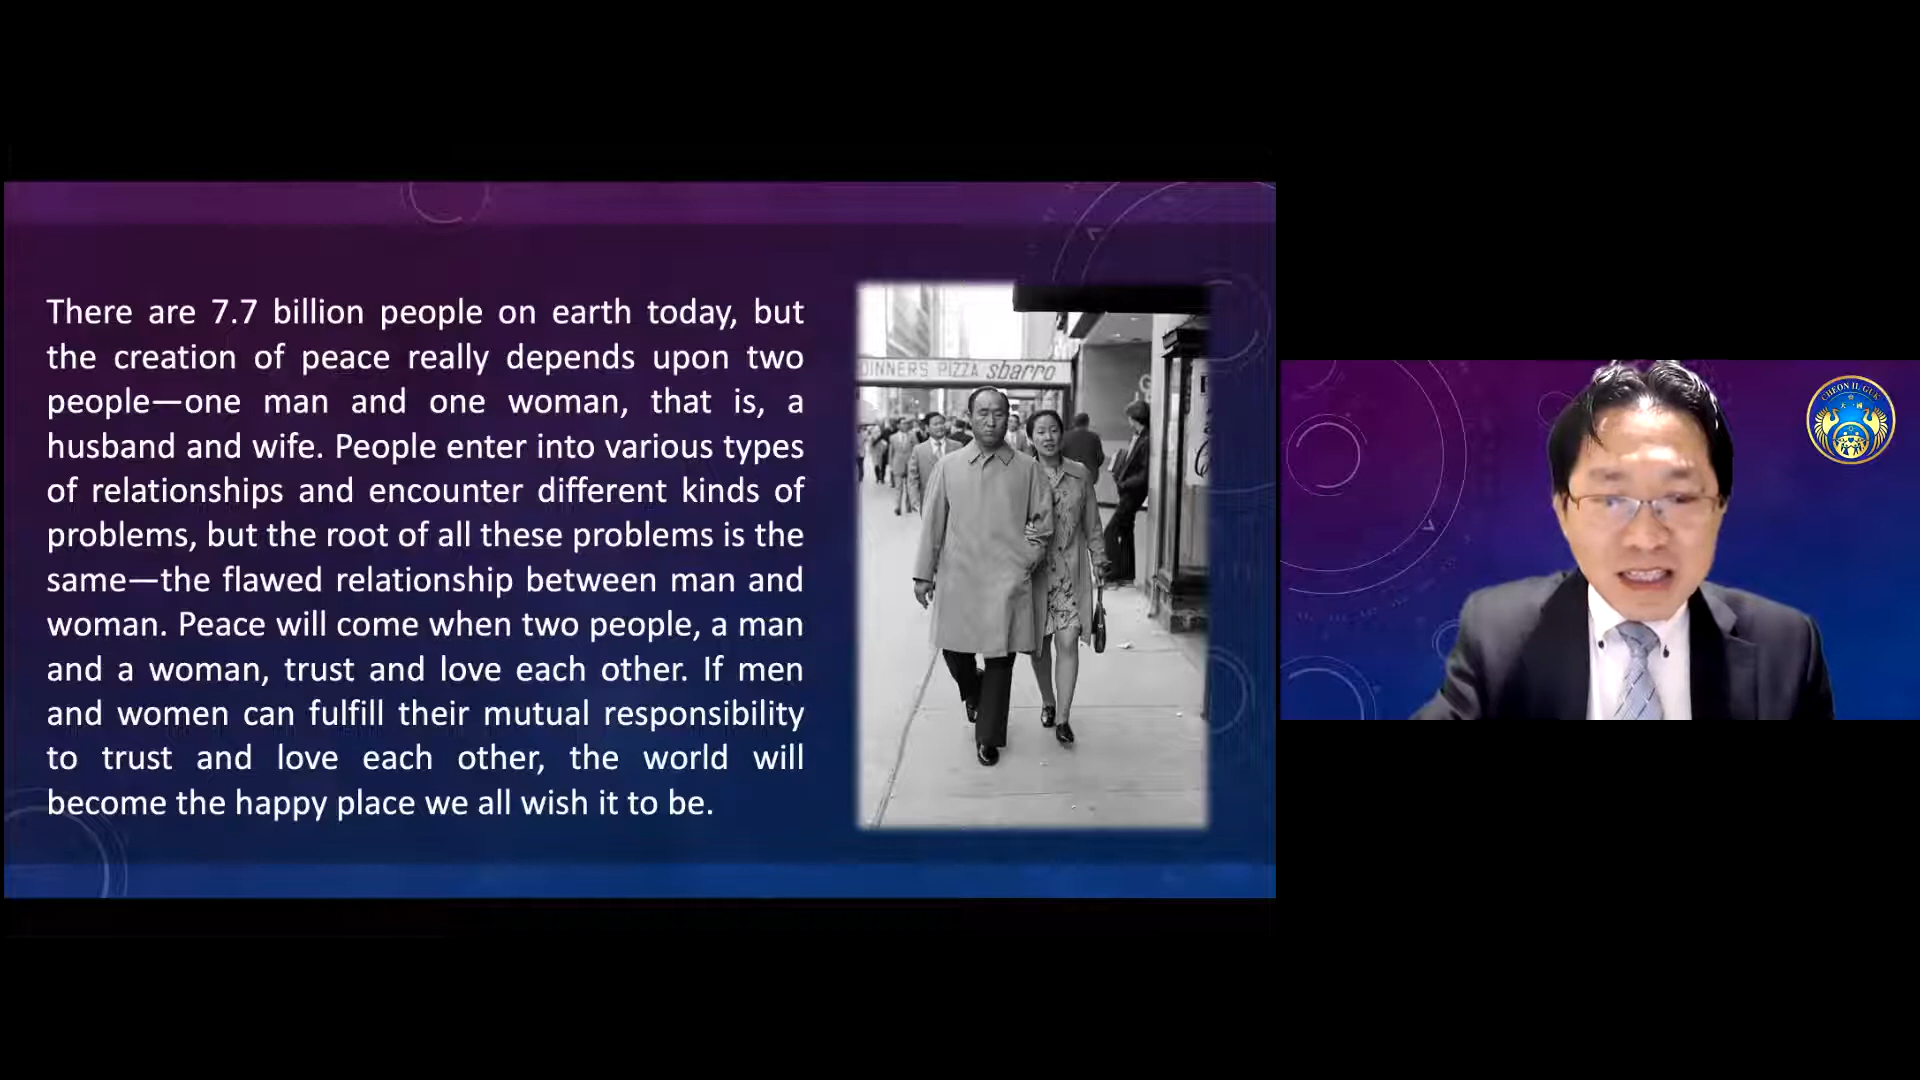 There are 7.7 billion people on earth today, but
the creation of peace really depends upon two
people—one man and one woman, that is, a
husband and wife. People enter into various types
of relationships and encounter different kinds of
problems, but the root of all these problems is the
same—the flawed relationship between man and
woman. Peace will come when two people, a man
and a woman, trust and love each other. If men
and women can fulfill their mutual responsibility
to trust and love each other, the world will
become the happy place we all wish it to be.
DINNERS PIZZA sbarro
CHEON IL GUK